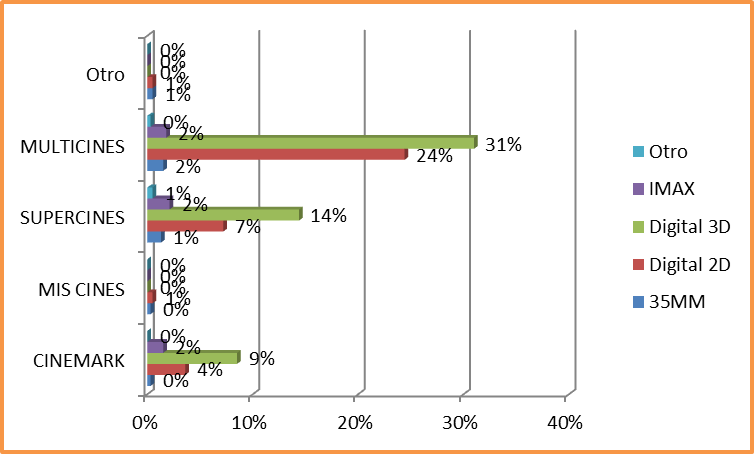 Otro
0%
0%
0%
1%
1%
MULTICINES
0%
2%
31%
24%
2%
SUPERCINES
1%
2%
14%
7%
1%
MIS CINES
0%
0%
0%
1%
0%
CINEMARK
0%
2%
9%
4%
0%
0% 10% 20% 30% 40%
Otro
IMAX
Digital 3D
Digital 2D
35MM